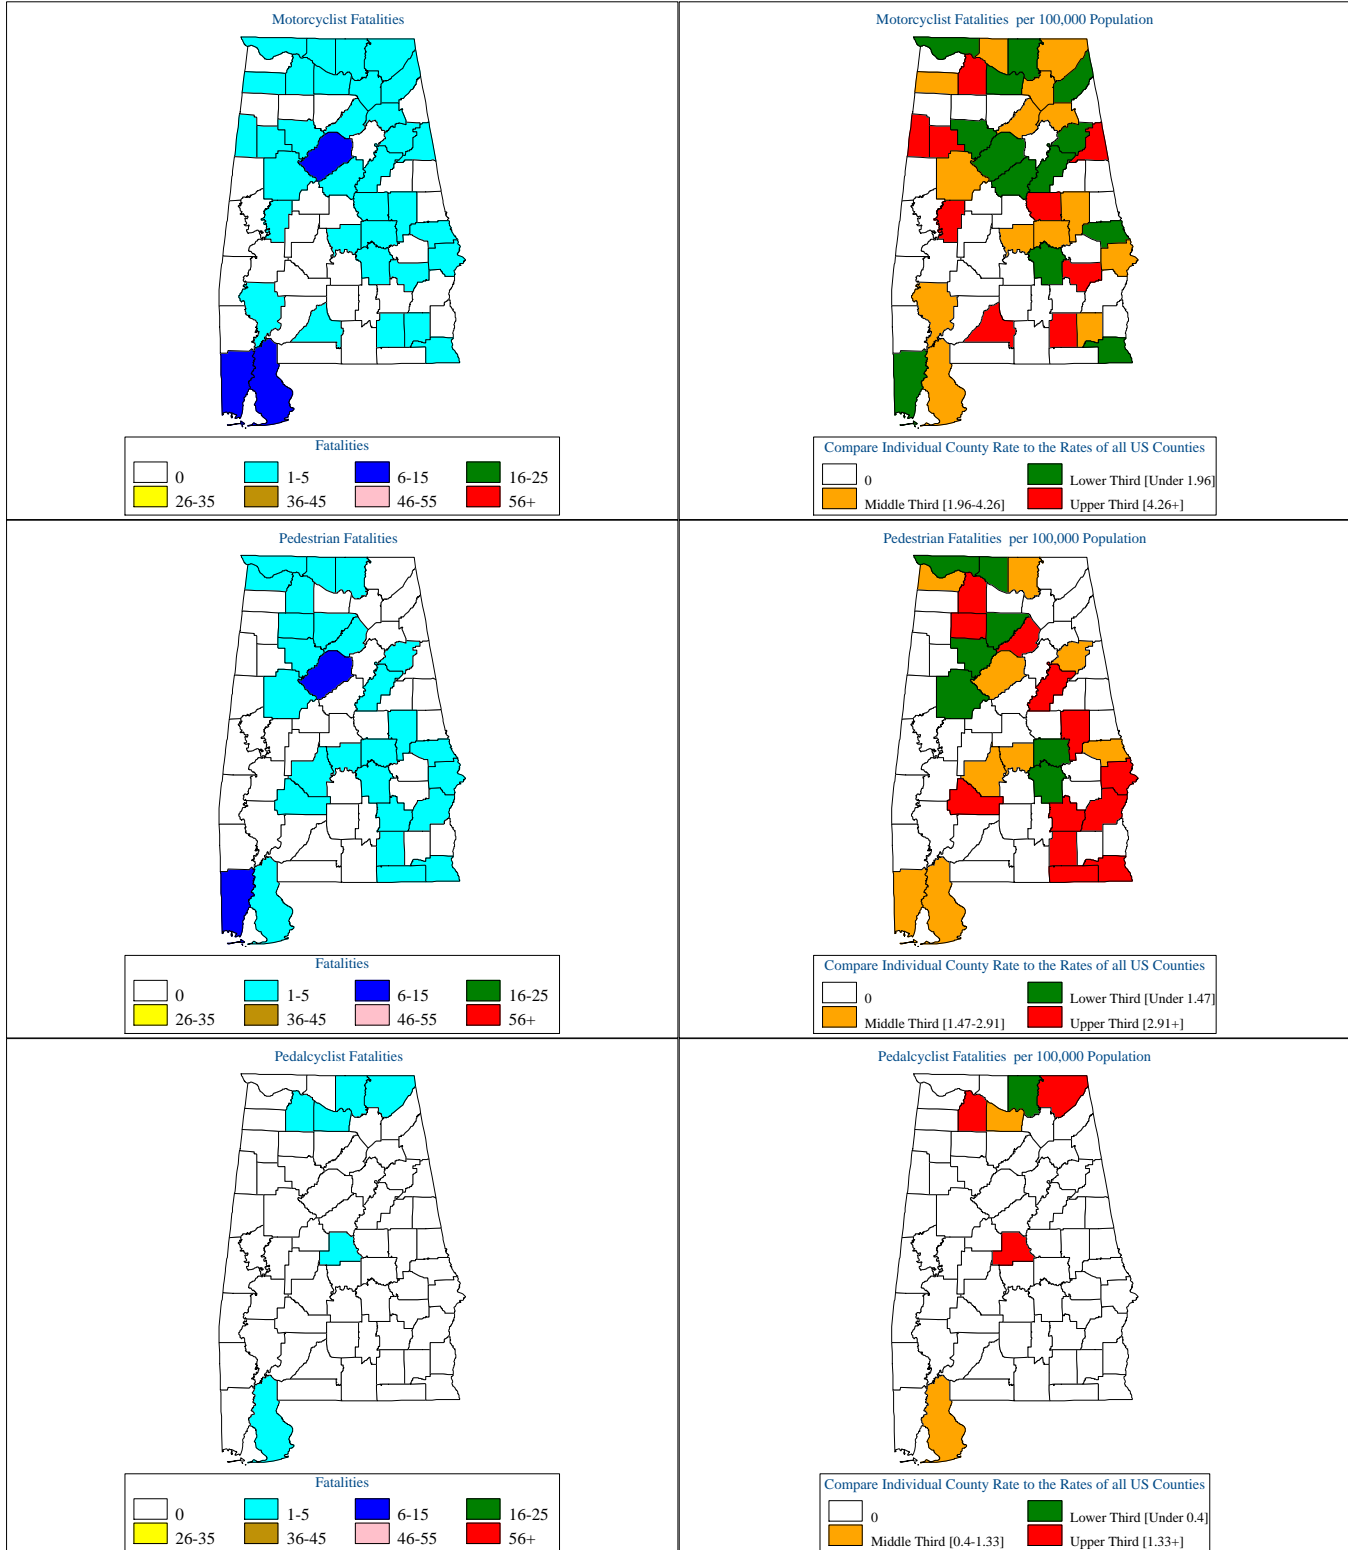 Motorcyclist Fatalities
Fatalities
0 1-5 6-15 16-25
26-35 36-45 46-55 56+
Motorcyclist Fatalities per 100,000 Population
Compare Individual County Rate to the Rates of all US Counties
0 Lower Third [Under 1.96]
Middle Third [1.96-4.26] Upper Third [4.26+]
Pedestrian Fatalities
Fatalities
0 1-5 6-15 16-25
26-35 36-45 46-55 56+
Pedestrian Fatalities per 100,000 Population
Compare Individual County Rate to the Rates of all US Counties
0 Lower Third [Under 1.47]
Middle Third [1.47-2.91] Upper Third [2.91+]
Pedalcyclist Fatalities
Fatalities
0 1-5 6-15 16-25
26-35 36-45 46-55 56+
Pedalcyclist Fatalities per 100,000 Population
Compare Individual County Rate to the Rates of all US Counties
0 Lower Third [Under 0.4]
Middle Third [0.4-1.33] Upper Third [1.33+]